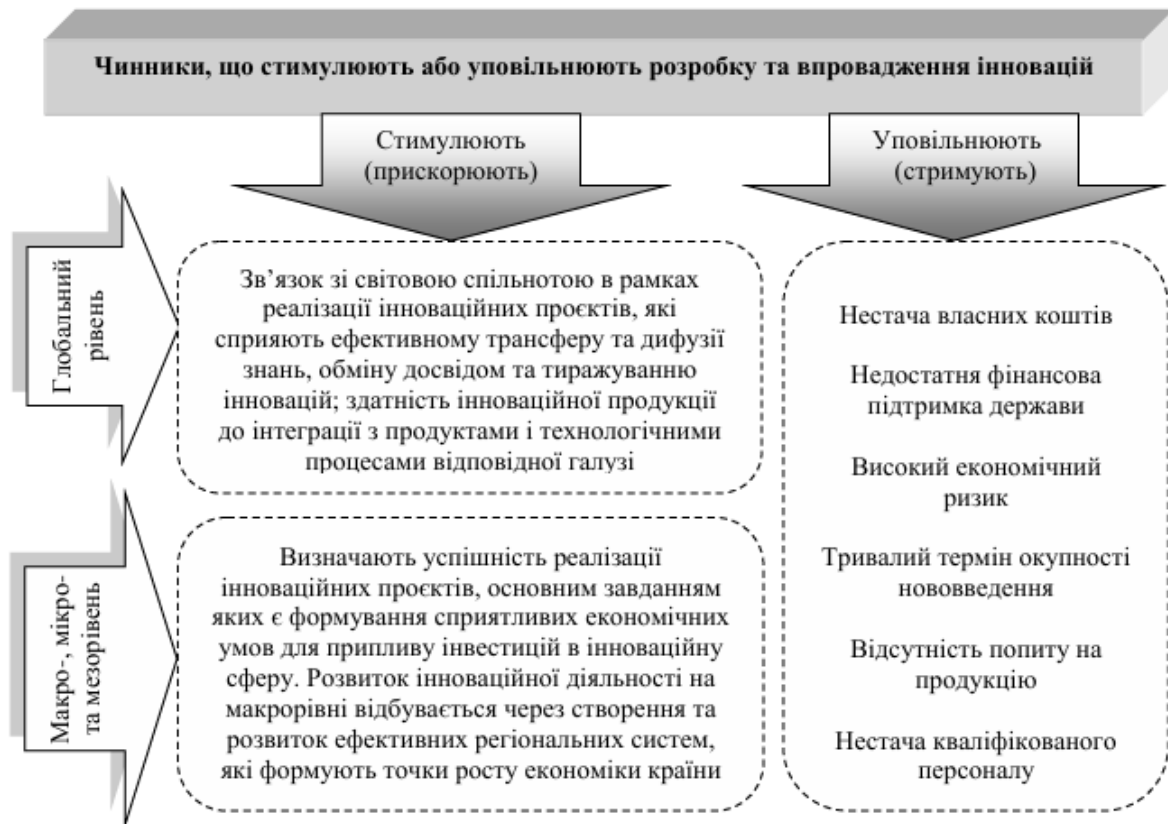 Чинники, що стимулюють або уповільнюють розробку та впровадження інновацій
Стимулюють
(прискорюють)
Уповільнюють
(стримують)
Глобальний
рівень
Зв’язок зі світовою спільнотою в рамках
реалізації інноваційних проєктів, які
сприяють ефективному трансферу та дифузії
знань, обміну досвідом та тиражуванню
інновацій; здатність інноваційної продукції
до інтеграції з продуктами і технологічними
процесами відповідної галузі
Макро-, мікро-
та мезорівень
Визначають успішність реалізації
інноваційних проєктів, основним завданням
яких є формування сприятливих економічних
умов для припливу інвестицій в інноваційну
сферу. Розвиток інноваційної діяльності на
макрорівні відбувається через створення та
розвиток ефективних регіональних систем,
які формують точки росту економіки країни
Нестача власних коштів
Недостатня фінансова
підтримка держави
Високий економічний
ризик
Тривалий термін окупності
нововведення
Відсутність попиту на
продукцію
Нестача кваліфікованого
персоналу